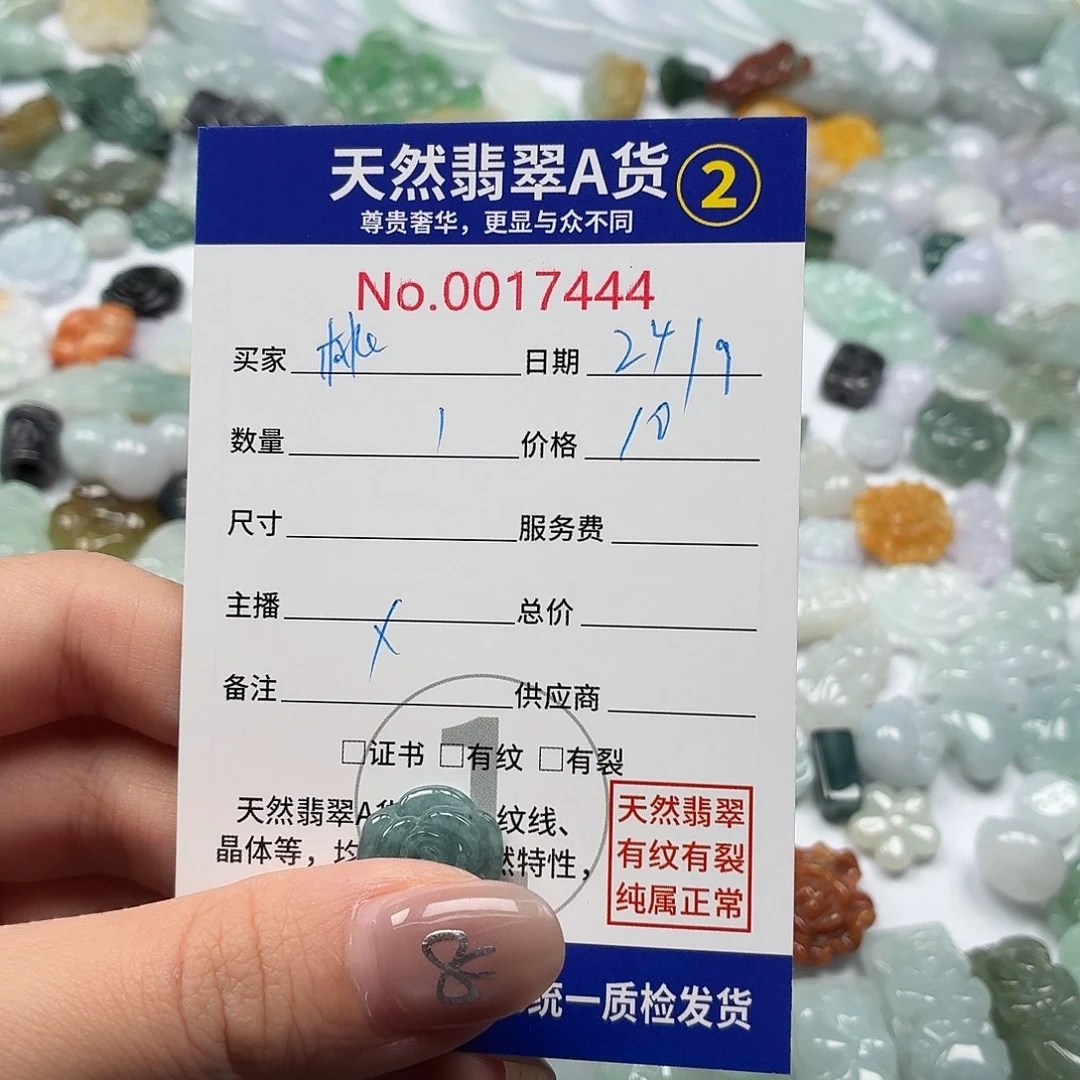 天然翡翠A货 2
尊贵奢华，更显与众不同
No.0017444
买家 日期 24/9
数量 1 价格 10
尺寸 服务费
主播 X 总价
备注 供应商
1
□证书 □有纹 □有裂
天然翡翠A 纹线、
晶体等，均 然特性，
天然翡翠
有纹有裂
纯属正常
统一质检发货